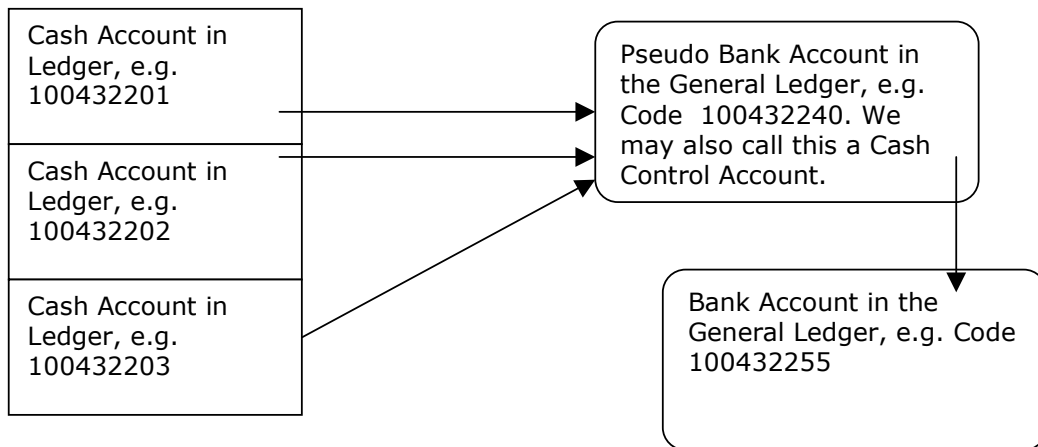 Cash Account in
Ledger, e.g.
100432201
Cash Account in
Ledger, e.g.
100432202
Cash Account in
Ledger, e.g.
100432203
Pseudo Bank Account in
the General Ledger, e.g.
Code 100432240. We
may also call this a Cash
Control Account.
Bank Account in the
General Ledger, e.g. Code
100432255